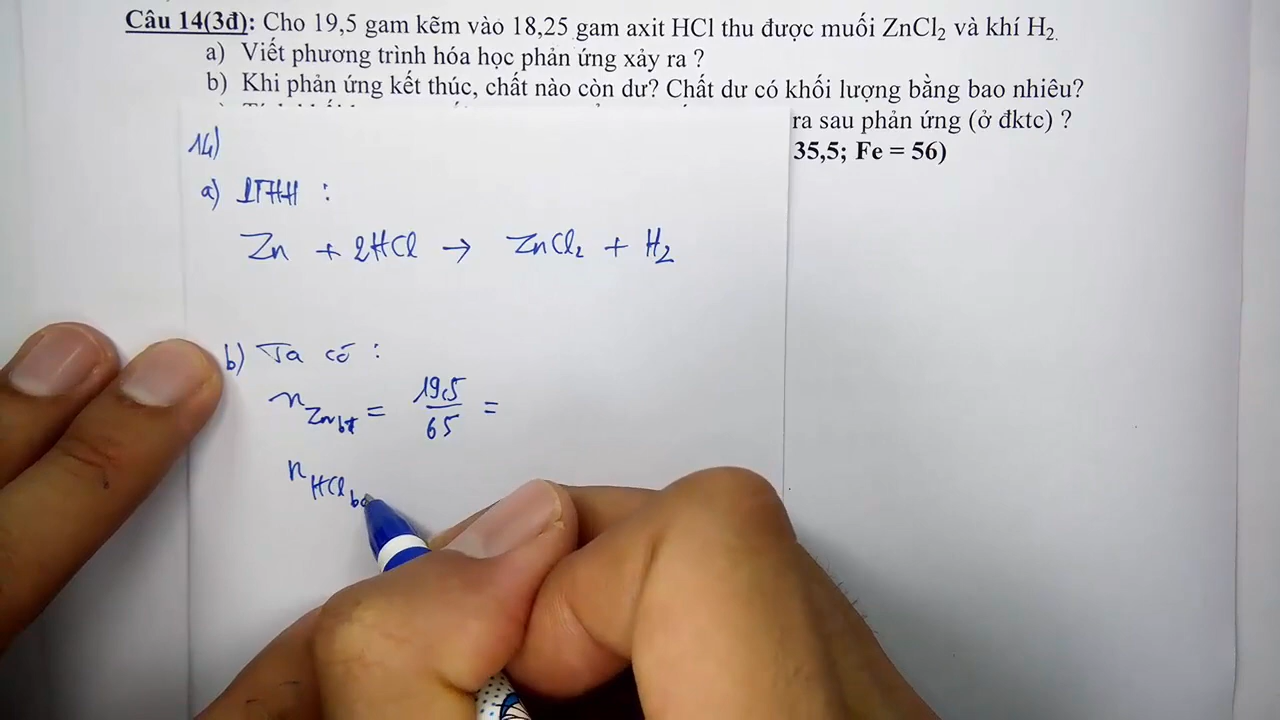 Câu 14(3đ): Cho 19,5 gam kẽm vào 18,25 gam axit HCl thu được muối ZnCl2 và khí H2.
a) Viết phương trình hóa học phản ứng xảy ra ?
b) Khi phản ứng kết thúc, chất nào còn dư? Chất dư có khối lượng bằng bao nhiêu?
ra sau phản ứng (ở đktc) ?
35,5; Fe = 56)
14)
a) PTHH :
Zn + 2HCl → ZnCl2 + H2
b) Ta có :
n Zn bđ = 19,5 / 65 =
n HCl